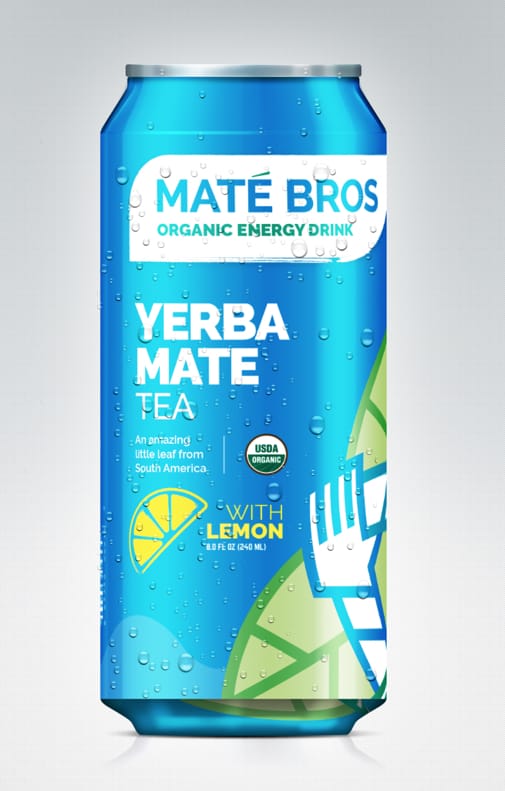 MATÉ BROS
ORGANIC ENERGY DRINK
YERBA
MATE
TEA
An amazing
little leaf from
South America
USDA
ORGANIC
WITH
LEMON
8.0 FL OZ (240 ML)